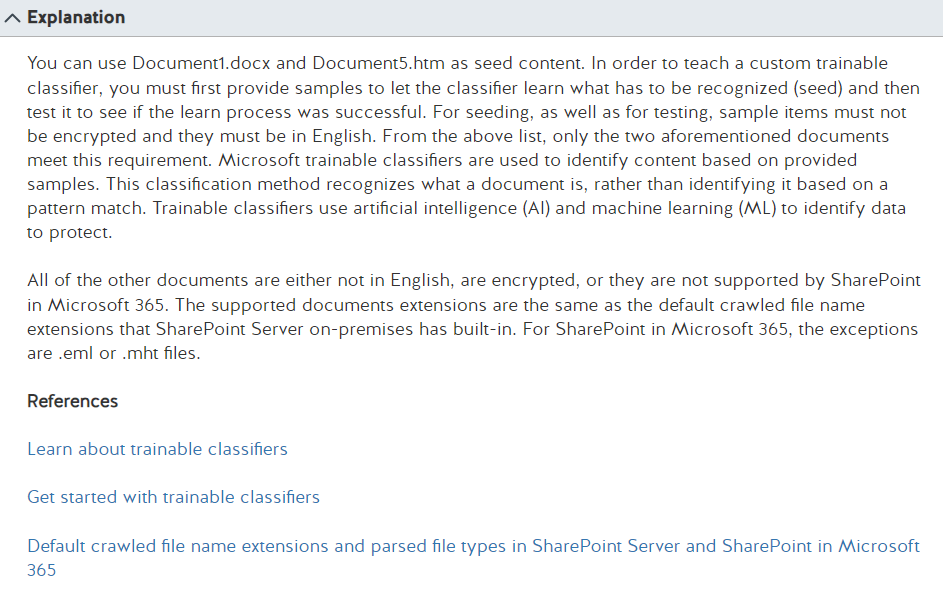 Explanation
You can use Document1.docx and Document5.htm as seed content. In order to teach a custom trainable
classifier, you must first provide samples to let the classifier learn what has to be recognized (seed) and then
test it to see if the learn process was successful. For seeding, as well as for testing, sample items must not
be encrypted and they must be in English. From the above list, only the two aforementioned documents
meet this requirement. Microsoft trainable classifiers are used to identify content based on provided
samples. This classification method recognizes what a document is, rather than identifying it based on a
pattern match. Trainable classifiers use artificial intelligence (AI) and machine learning (ML) to identify data
to protect.
All of the other documents are either not in English, are encrypted, or they are not supported by SharePoint
in Microsoft 365. The supported documents extensions are the same as the default crawled file name
extensions that SharePoint Server on-premises has built-in. For SharePoint in Microsoft 365, the exceptions
are .eml or .mht files.
References
Learn about trainable classifiers
Get started with trainable classifiers
Default crawled file name extensions and parsed file types in SharePoint Server and SharePoint in Microsoft
365